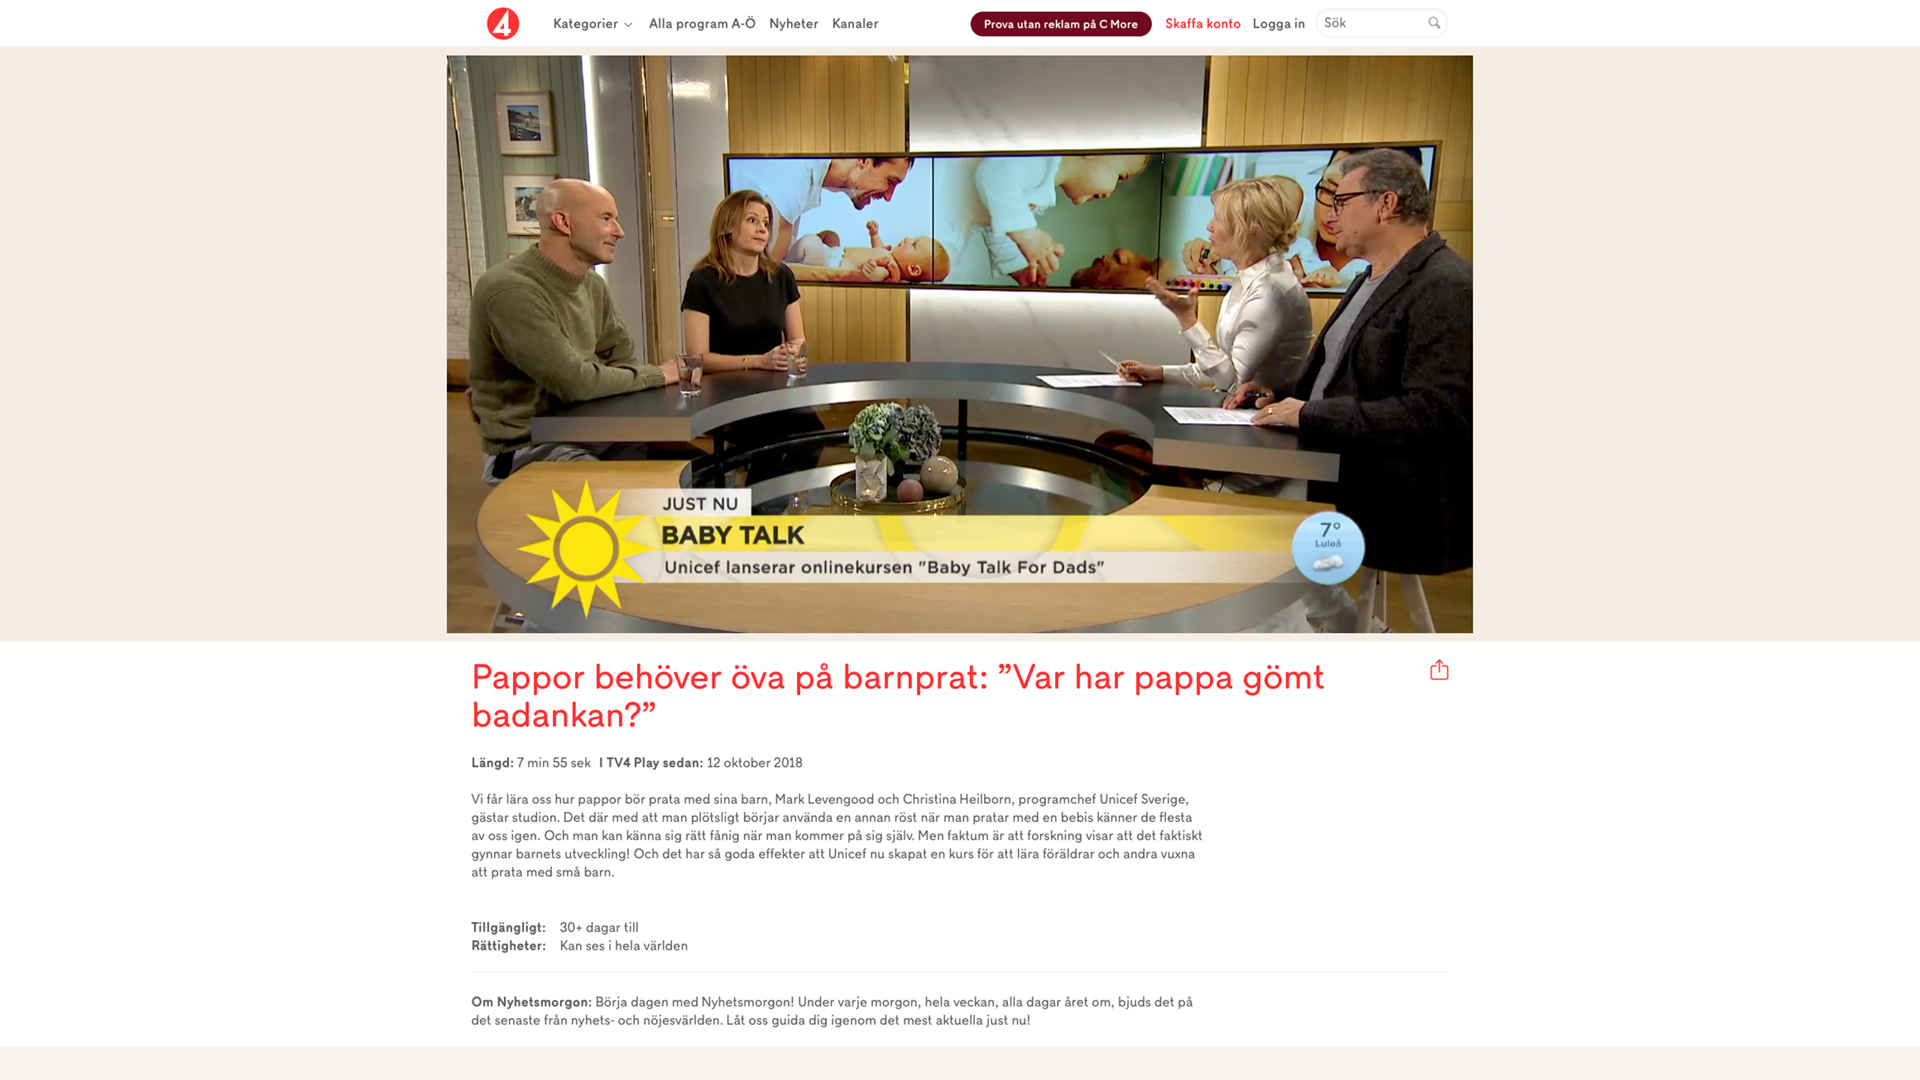 4 Kategorier Alla program A-Ö Nyheter Kanaler Prova utan reklam på C More Skaffa konto Logga in Sök
JUST NU
BABY TALK
Unicef lanserar onlinekursen "Baby Talk For Dads"
7°
Luleå
Pappor behöver öva på barnprat: ”Var har pappa gömt
badankan?”
Längd: 7 min 55 sek I TV4 Play sedan: 12 oktober 2018
Vi får lära oss hur pappor bör prata med sina barn, Mark Levengood och Christina Heilborn, programchef Unicef Sverige,
gästar studion. Det där med att man plötsligt börjar använda en annan röst när man pratar med en bebis känner de flesta
av oss igen. Och man kan känna sig rätt fånig när man kommer på sig själv. Men faktum är att forskning visar att det faktiskt
gynnar barnets utveckling! Och det har så goda effekter att Unicef nu skapat en kurs för att lära föräldrar och andra vuxna
att prata med små barn.
Tillgängligt: 30+ dagar till
Rättigheter: Kan ses i hela världen
Om Nyhetsmorgon: Börja dagen med Nyhetsmorgon! Under varje morgon, hela veckan, alla dagar året om, bjuds det på
det senaste från nyhets- och nöjesvärlden. Låt oss guida dig igenom det mest aktuella just nu!